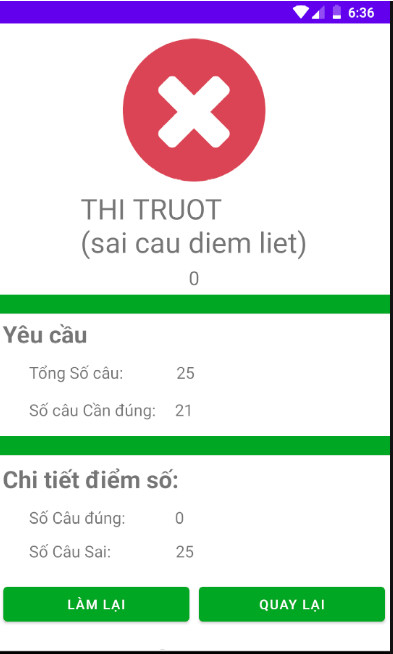 6:36
THI TRUOT
(sai cau diem liet)
0
Yêu cầu
Tổng Số câu: 25
Số câu Cần đúng: 21
Chi tiết điểm số:
Số Câu đúng: 0
Số Câu Sai: 25
LÀM LẠI QUAY LẠI